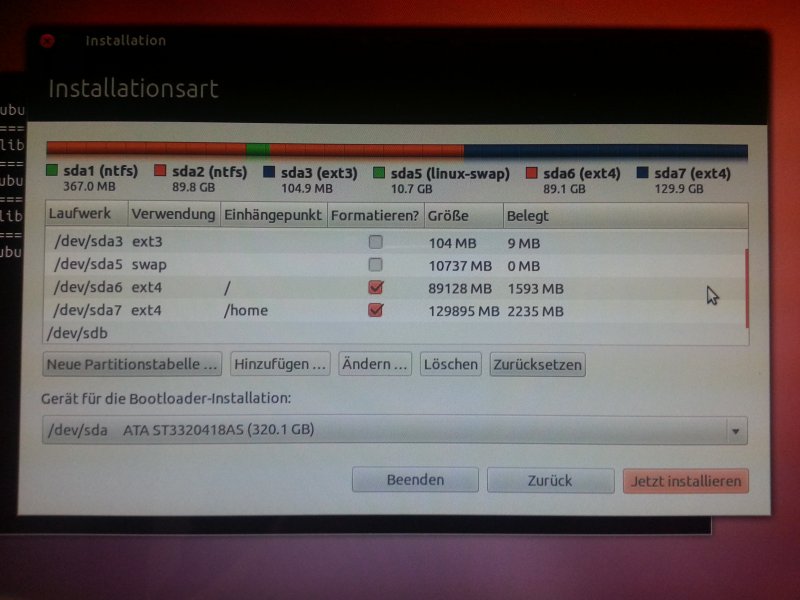 Installation
Installationsart
ubu
===
lib
===
ubu
===
lib
===
ubu
sda1 (ntfs) sda2 (ntfs) sda3 (ext3) sda5 (linux-swap) sda6 (ext4) sda7 (ext4)
367.0 MB 89.8 GB 104.9 MB 10.7 GB 89.1 GB 129.9 GB
Laufwerk Verwendung Einhängepunkt Formatieren? Größe Belegt
/dev/sda3 ext3 104 MB 9 MB
/dev/sda5 swap 10737 MB 0 MB
/dev/sda6 ext4 / 89128 MB 1593 MB
/dev/sda7 ext4 /home 129895 MB 2235 MB
/dev/sdb
Neue Partitionstabelle ... Hinzufügen ... Ändern ... Löschen Zurücksetzen
Gerät für die Bootloader-Installation:
/dev/sda ATA ST3320418AS (320.1 GB)
Beenden Zurück Jetzt installieren